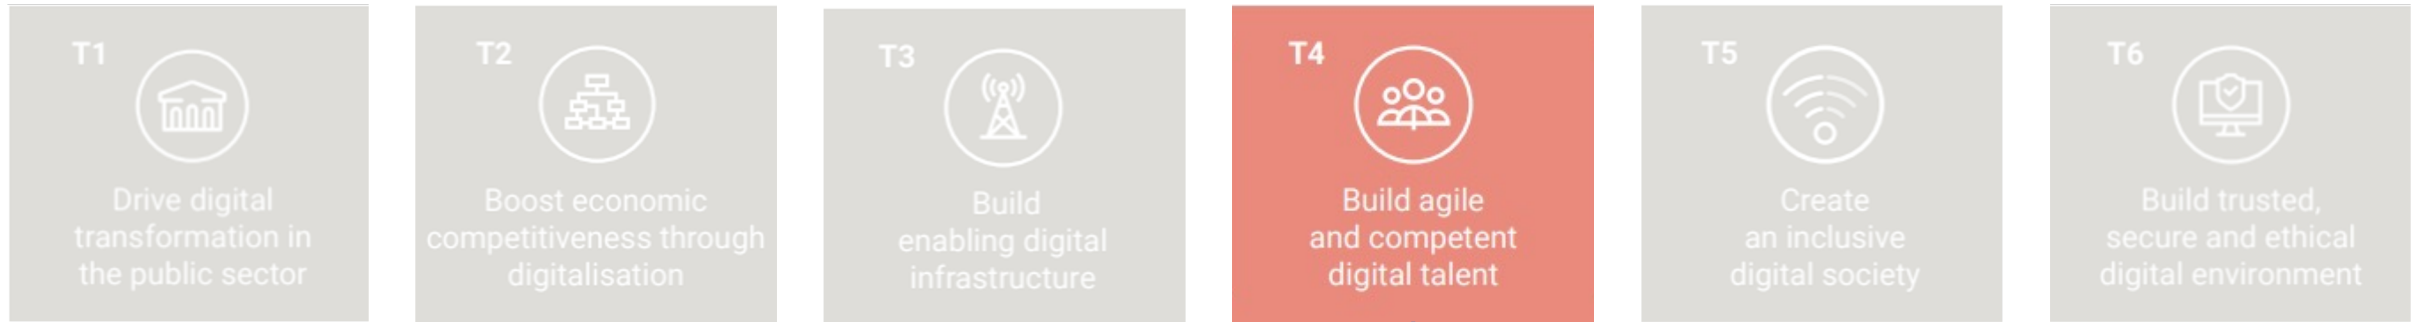 T1
Drive digital
transformation in
the public sector
T2
Boost economic
competitiveness through
digitalisation
T3
Build
enabling digital
infrastructure
T4
Build agile
and competent
digital talent
T5
Create
an inclusive
digital society
T6
Build trusted,
secure and ethical
digital environment